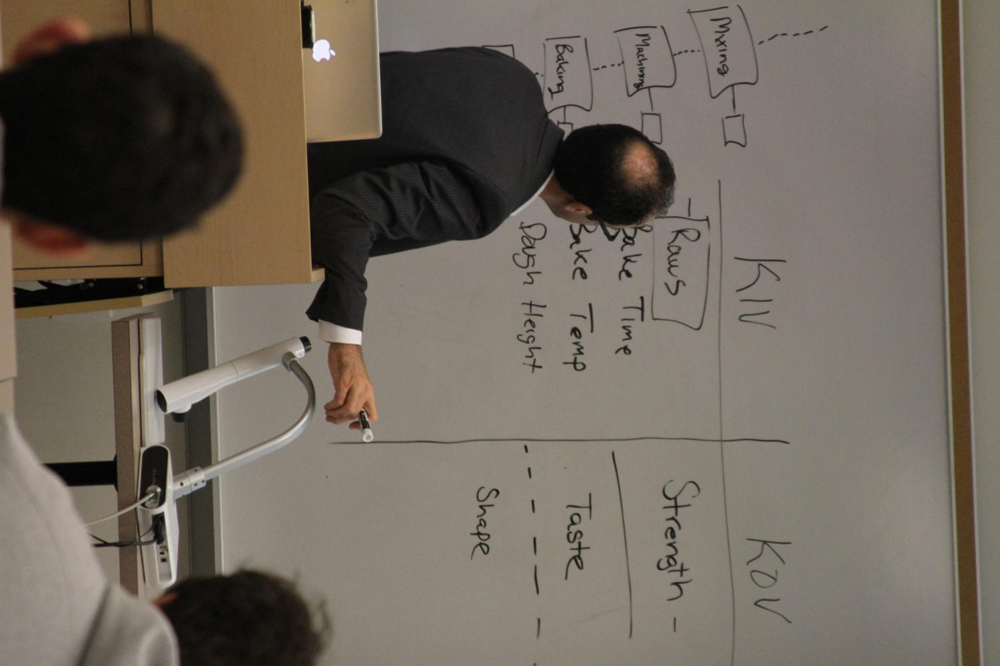 Mixing
Machining
Baking
KIV
Raws
Bake Time
Bake Temp
Dough Height
KOV
Strength -
Taste
Shape